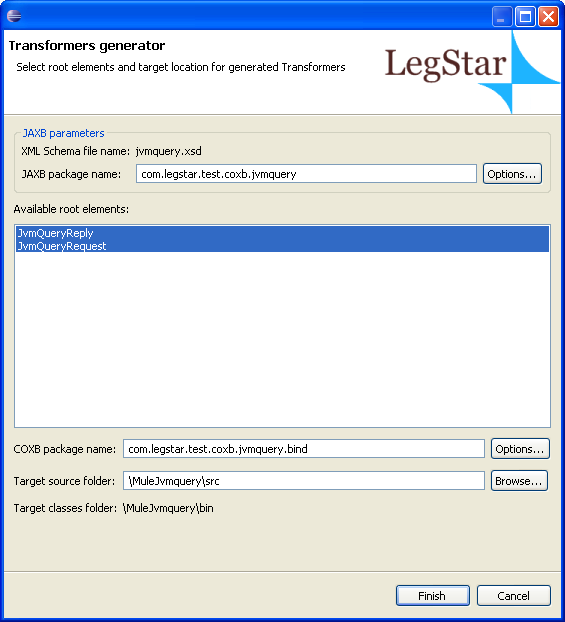 Transformers generator
Select root elements and target location for generated Transformers
LegStar
JAXB parameters
XML Schema file name: jvmquery.xsd
JAXB package name: com.legstar.test.coxb.jvmquery Options...
Available root elements:
JvmQueryReply
JvmQueryRequest
COXB package name: com.legstar.test.coxb.jvmquery.bind Options...
Target source folder: \MuleJvmquery\src Browse...
Target classes folder: \MuleJvmquery\bin
Finish Cancel